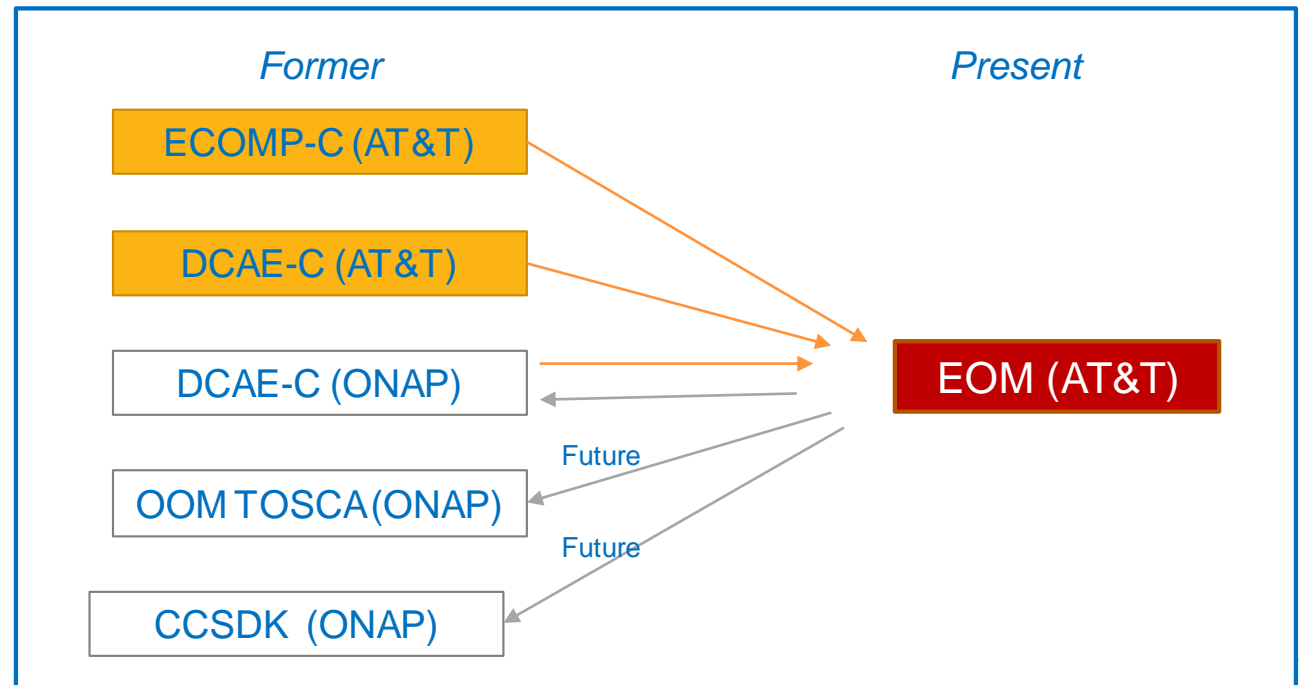 Former
Present
ECOMP-C (AT&T)
DCAE-C (AT&T)
DCAE-C (ONAP)
EOM (AT&T)
Future
OOM TOSCA (ONAP)
Future
CCSDK (ONAP)